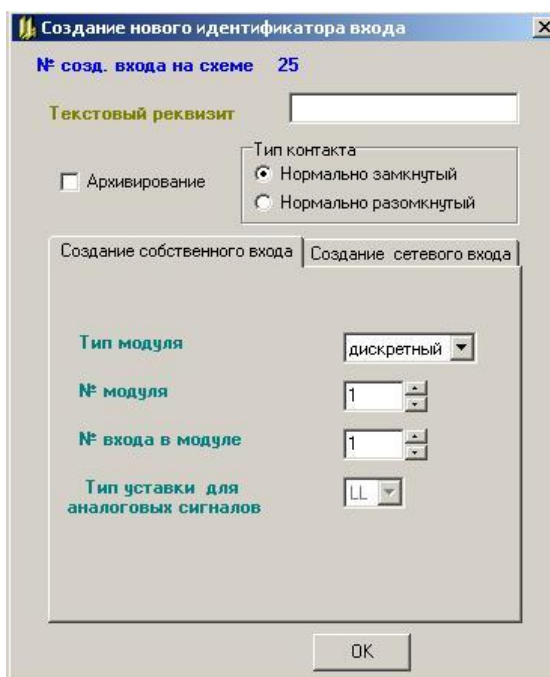 Создание нового идентификатора входа
№ созд. входа на схеме 25
Текстовый реквизит
Тип контакта
Архивирование
Нормально замкнутый
Нормально разомкнутый
Создание собственного входа
Создание сетевого входа
Тип модуля
дискретный
№ модуля
1
№ входа в модуле
1
Тип уставки для
аналоговых сигналов
LL
OK